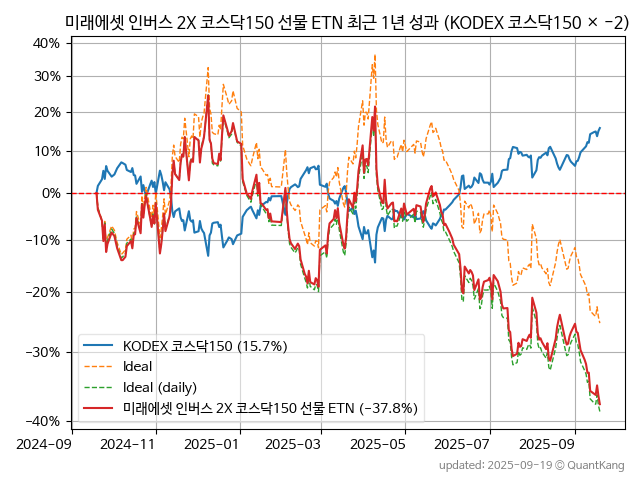 미래에셋 인버스 2X 코스닥150 선물 ETN 최근 1년 성과 (KODEX 코스닥150 × −2)
40%
30%
20%
10%
0%
−10%
−20%
−30%
−40%
KODEX 코스닥150 (15.7%)
Ideal
Ideal (daily)
미래에셋 인버스 2X 코스닥150 선물 ETN (−37.8%)
2024-09
2024-11
2025-01
2025-03
2025-05
2025-07
2025-09
updated: 2025-09-19 © QuantKang